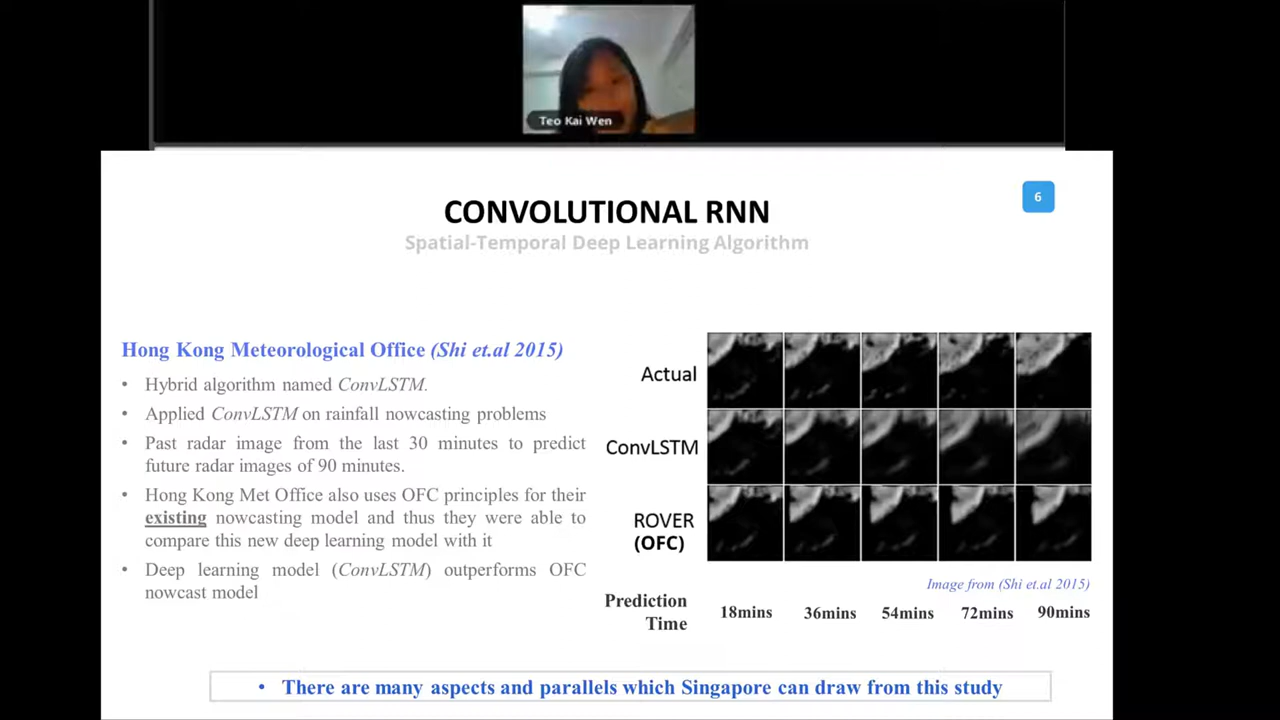 Teo Kai Wen
CONVOLUTIONAL RNN
6
Spatial-Temporal Deep Learning Algorithm
Hong Kong Meteorological Office (Shi et.al 2015)
• Hybrid algorithm named ConvLSTM.
• Applied ConvLSTM on rainfall nowcasting problems
• Past radar image from the last 30 minutes to predict
future radar images of 90 minutes.
• Hong Kong Met Office also uses OFC principles for their
existing nowcasting model and thus they were able to
compare this new deep learning model with it
• Deep learning model (ConvLSTM) outperforms OFC
nowcast model
Actual
ConvLSTM
ROVER
(OFC)
Image from (Shi et.al 2015)
Prediction
Time
18mins 36mins 54mins 72mins 90mins
• There are many aspects and parallels which Singapore can draw from this study